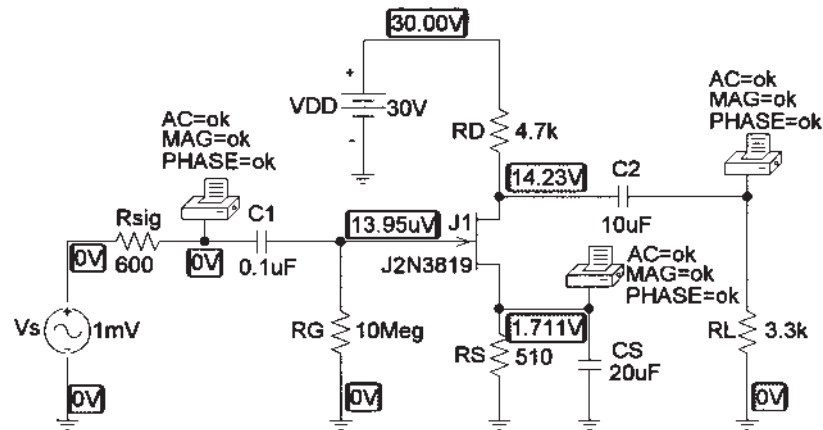 30.00V
+
VDD
30V
-
AC=ok
MAG=ok
PHASE=ok
RD
4.7k
AC=ok
MAG=ok
PHASE=ok
14.23V
C2
10uF
Rsig
600
C1
0.1uF
0V
0V
13.95uV
J1
J2N3819
AC=ok
MAG=ok
PHASE=ok
+
Vs
1mV
-
RG
10Meg
1.711V
RS
510
CS
20uF
RL
3.3k
0V
0V
0V